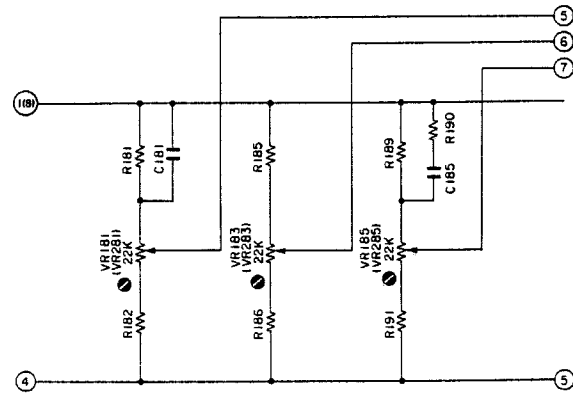 5
6
7
1(8)
R181
C181
R185
R189
R190
C185
VR181
(VR281)
22K
VR183
(VR283)
22K
VR185
(VR285)
22K
R182
R186
R191
4
5